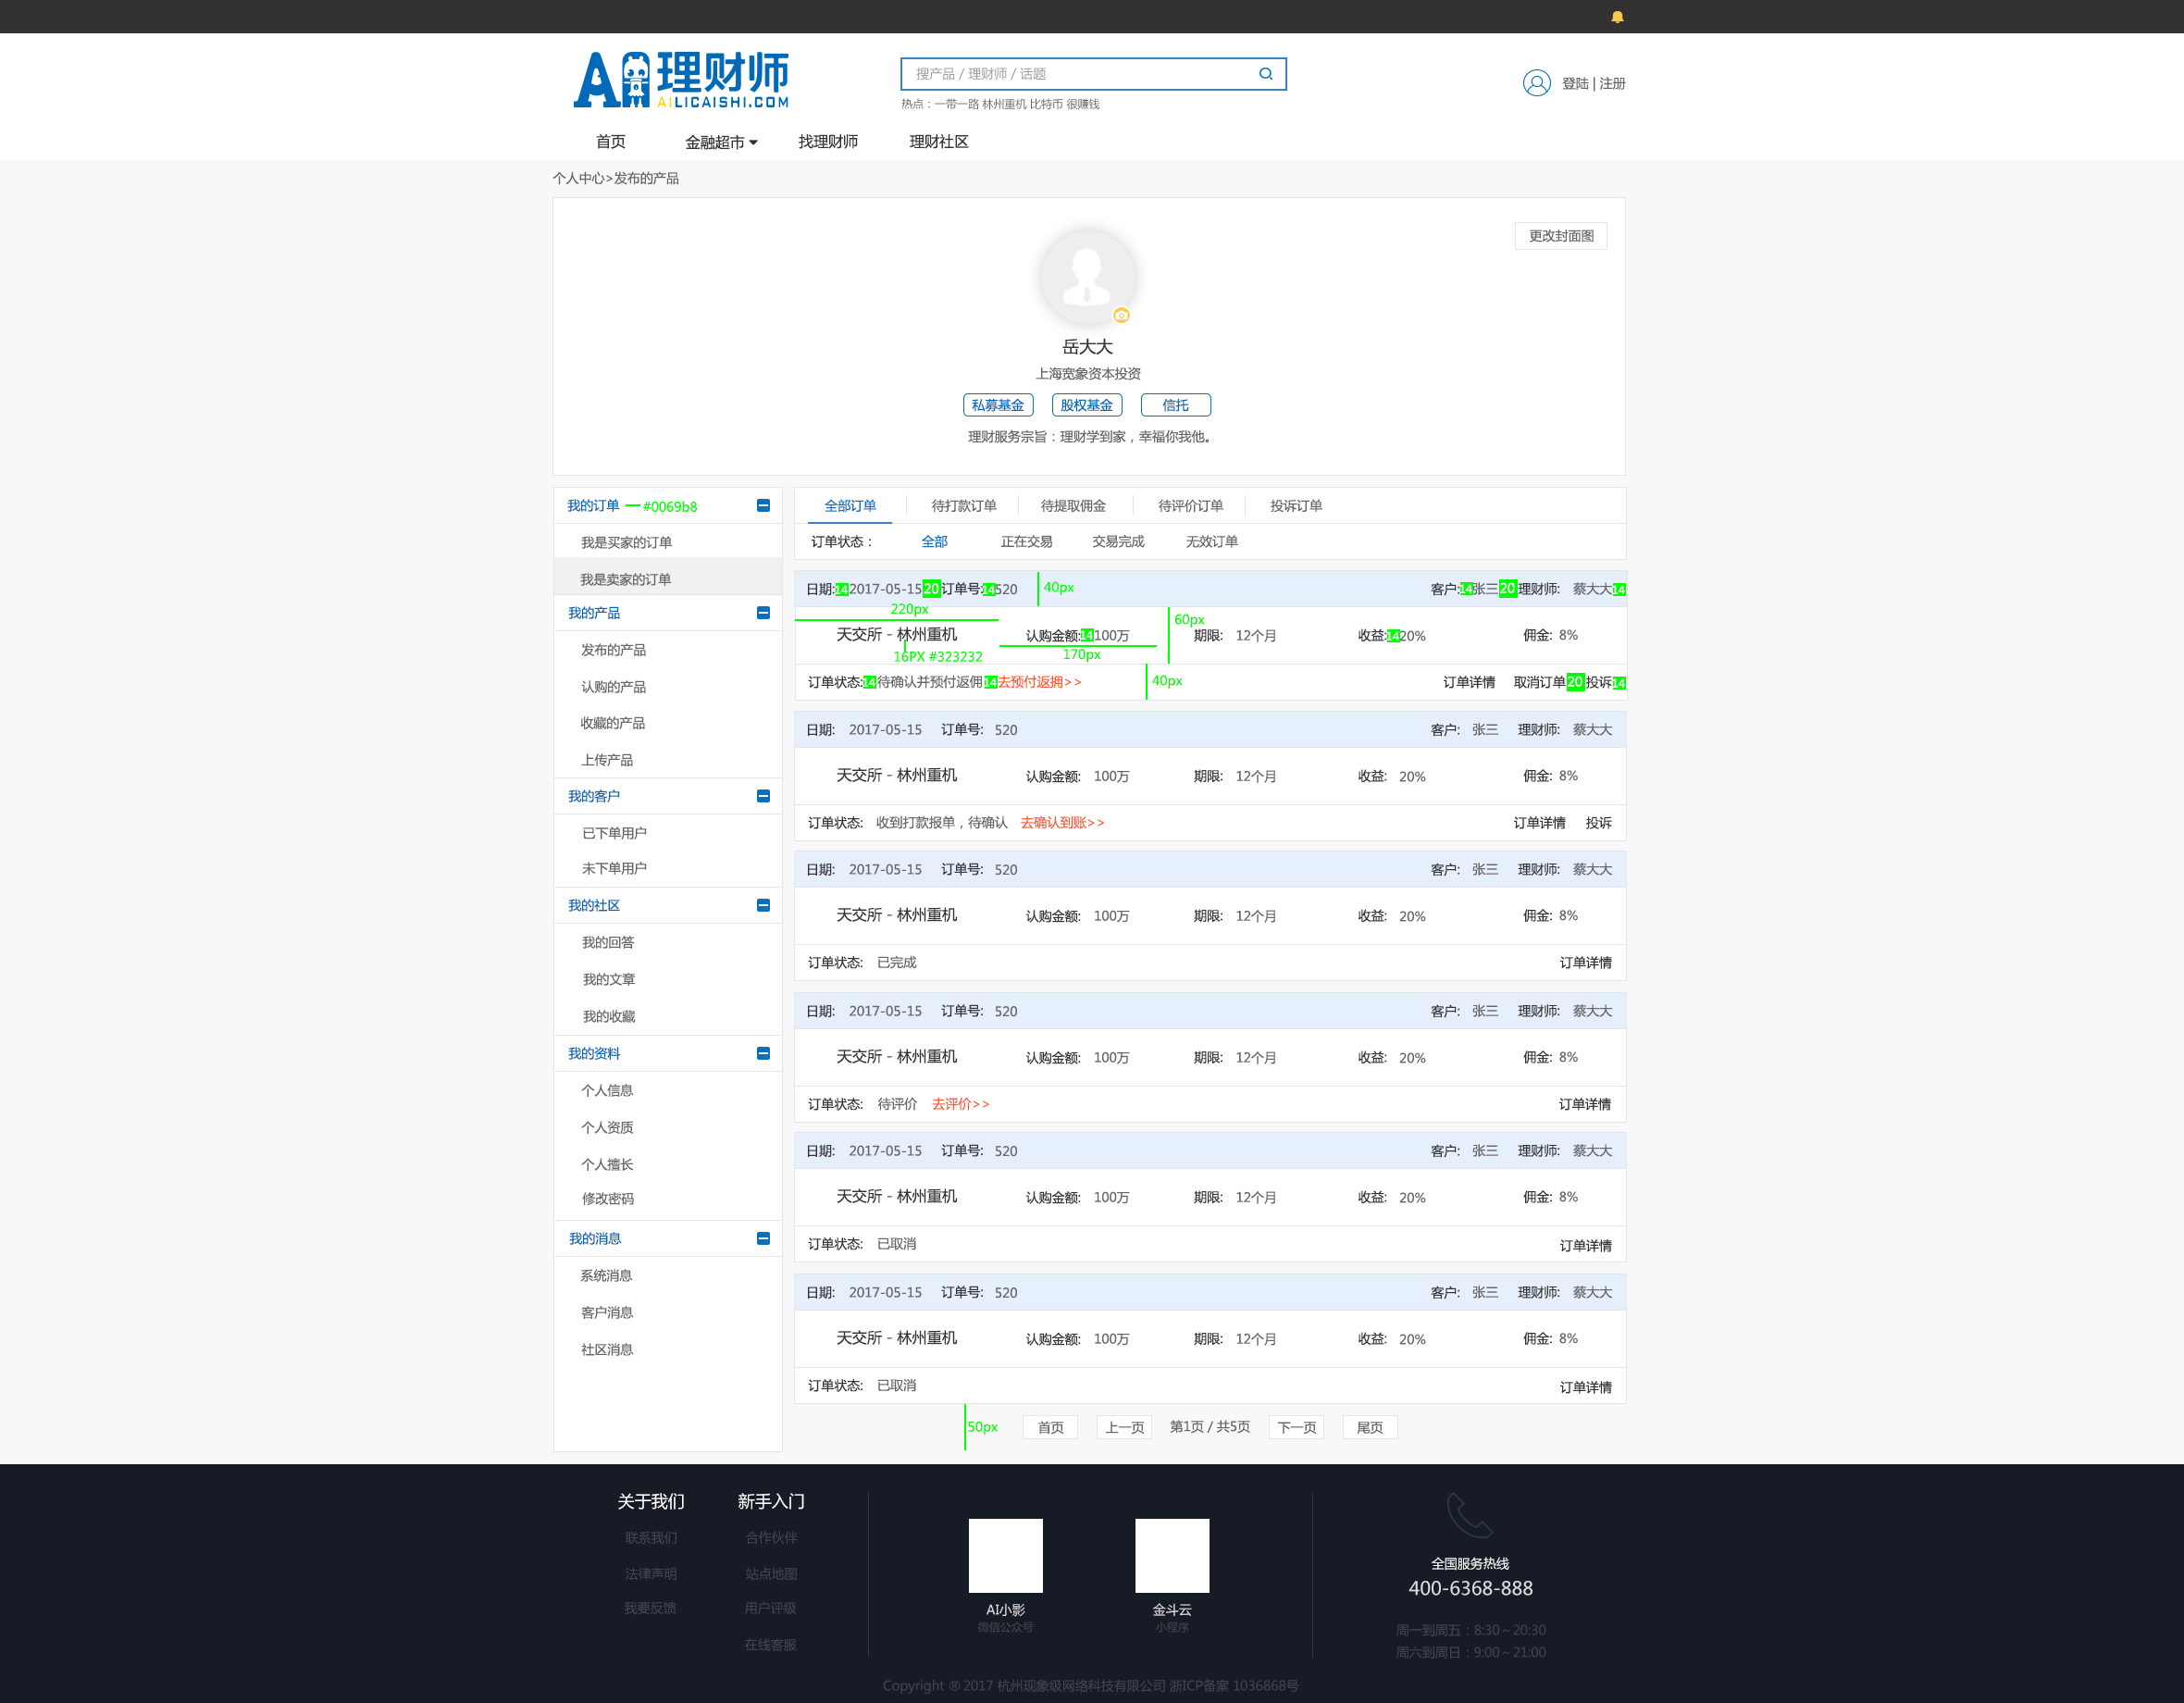 AI理财师
AILICAISHI.COM
搜产品 / 理财师 / 话题
热点：一带一路 林州重机 比特币 很赚钱
登陆 | 注册
首页 金融超市 找理财师 理财社区
个人中心>发布的产品
更改封面图
岳大大
上海宽象资本投资
私募基金 股权基金 信托
理财服务宗旨：理财学到家，幸福你我他。
我的订单 #0069b8
我是买家的订单
我是卖家的订单
我的产品
发布的产品
认购的产品
收藏的产品
上传产品
我的客户
已下单用户
未下单用户
我的社区
我的回答
我的文章
我的收藏
我的资料
个人信息
个人资质
个人擅长
修改密码
我的消息
系统消息
客户消息
社区消息
全部订单 待打款订单 待提取佣金 待评价订单 投诉订单
订单状态： 全部 正在交易 交易完成 无效订单
日期: 14 2017-05-15 20 订单号: 14 520 40px 客户: 14 张三 20 理财师: 蔡大大 14
220px
60px
天交所 - 林州重机 认购金额: 14 100万 期限: 12个月 收益: 14 20% 佣金: 8%
16PX #323232 170px
订单状态: 14 待确认并预付返佣 14 去预付返拥>> 40px 订单详情 取消订单 20 投诉 14
日期: 2017-05-15 订单号: 520 客户: 张三 理财师: 蔡大大
天交所 - 林州重机 认购金额: 100万 期限: 12个月 收益: 20% 佣金: 8%
订单状态: 收到打款报单，待确认 去确认到账>> 订单详情 投诉
日期: 2017-05-15 订单号: 520 客户: 张三 理财师: 蔡大大
天交所 - 林州重机 认购金额: 100万 期限: 12个月 收益: 20% 佣金: 8%
订单状态: 已完成 订单详情
日期: 2017-05-15 订单号: 520 客户: 张三 理财师: 蔡大大
天交所 - 林州重机 认购金额: 100万 期限: 12个月 收益: 20% 佣金: 8%
订单状态: 待评价 去评价>> 订单详情
日期: 2017-05-15 订单号: 520 客户: 张三 理财师: 蔡大大
天交所 - 林州重机 认购金额: 100万 期限: 12个月 收益: 20% 佣金: 8%
订单状态: 已取消 订单详情
日期: 2017-05-15 订单号: 520 客户: 张三 理财师: 蔡大大
天交所 - 林州重机 认购金额: 100万 期限: 12个月 收益: 20% 佣金: 8%
订单状态: 已取消 订单详情
50px 首页 上一页 第1页 / 共5页 下一页 尾页
关于我们
联系我们
法律声明
我要反馈
新手入门
合作伙伴
站点地图
用户评级
在线客服
AI小影
微信公众号
金斗云
小程序
全国服务热线
400-6368-888
周一到周五：8:30～20:30
周六到周日：9:00～21:00
Copyright ® 2017 杭州现象级网络科技有限公司 浙ICP备案 1036868号